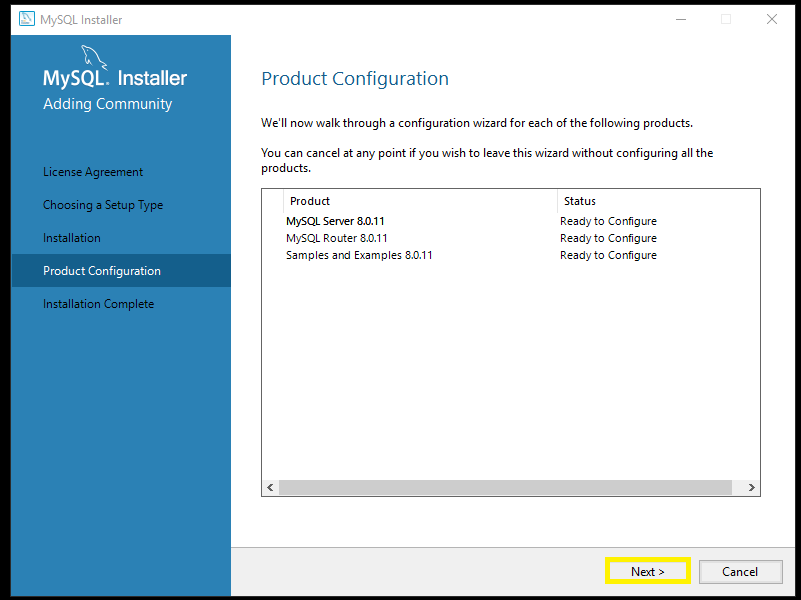 MySQL Installer
MySQL. Installer
Adding Community
License Agreement
Choosing a Setup Type
Installation
Product Configuration
Installation Complete
Product Configuration
We'll now walk through a configuration wizard for each of the following products.
You can cancel at any point if you wish to leave this wizard without configuring all the
products.
Product Status
MySQL Server 8.0.11 Ready to Configure
MySQL Router 8.0.11 Ready to Configure
Samples and Examples 8.0.11 Ready to Configure
Next > Cancel